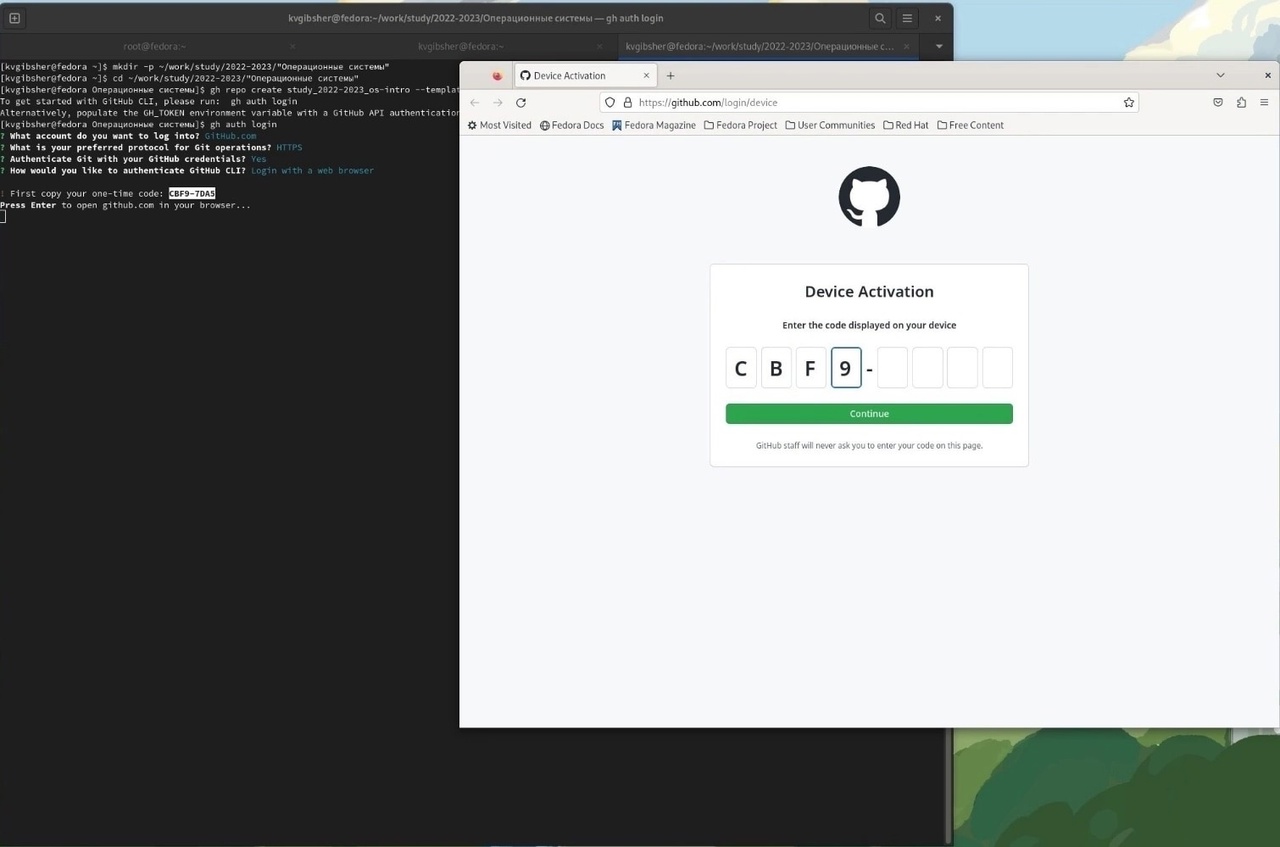 kvgibsher@fedora:~/work/study/2022-2023/Операционные системы — gh auth login
root@fedora:~
kvgibsher@fedora:~
kvgibsher@fedora:~/work/study/2022-2023/Операционные с...
[kvgibsher@fedora ~]$ mkdir -p ~/work/study/2022-2023/"Операционные системы"
[kvgibsher@fedora ~]$ cd ~/work/study/2022-2023/"Операционные системы"
[kvgibsher@fedora Операционные системы]$ gh repo create study_2022-2023_os-intro --templat
To get started with GitHub CLI, please run:  gh auth login
Alternatively, populate the GH_TOKEN environment variable with a GitHub API authentication
[kvgibsher@fedora Операционные системы]$ gh auth login
? What account do you want to log into? GitHub.com
? What is your preferred protocol for Git operations? HTTPS
? Authenticate Git with your GitHub credentials? Yes
? How would you like to authenticate GitHub CLI? Login with a web browser
! First copy your one-time code: CBF9-7DA5
Press Enter to open github.com in your browser...
Device Activation
https://github.com/login/device
Most Visited Fedora Docs Fedora Magazine Fedora Project User Communities Red Hat Free Content
Device Activation
Enter the code displayed on your device
C B F 9 -
Continue
GitHub staff will never ask you to enter your code on this page.